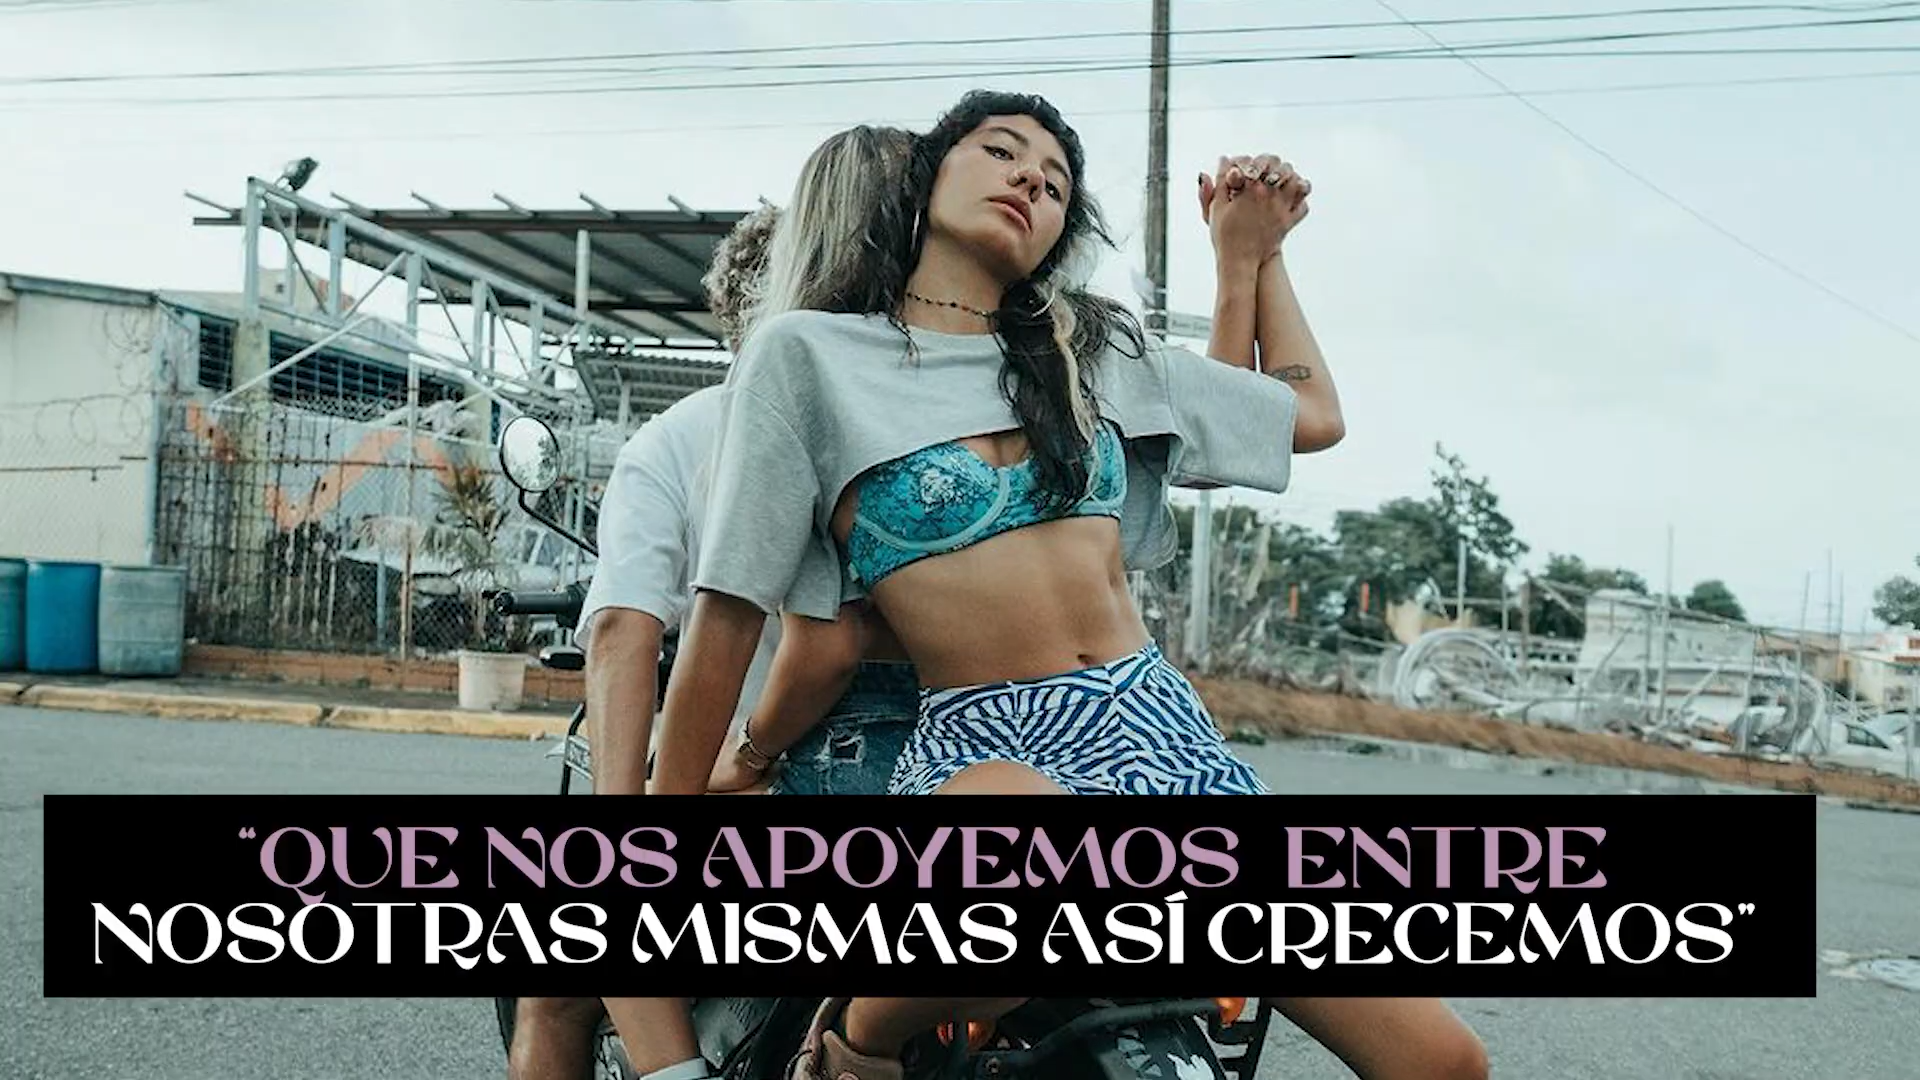 “QUE NOS APOYEMOS ENTRE
NOSOTRAS MISMAS ASÍ CRECEMOS”